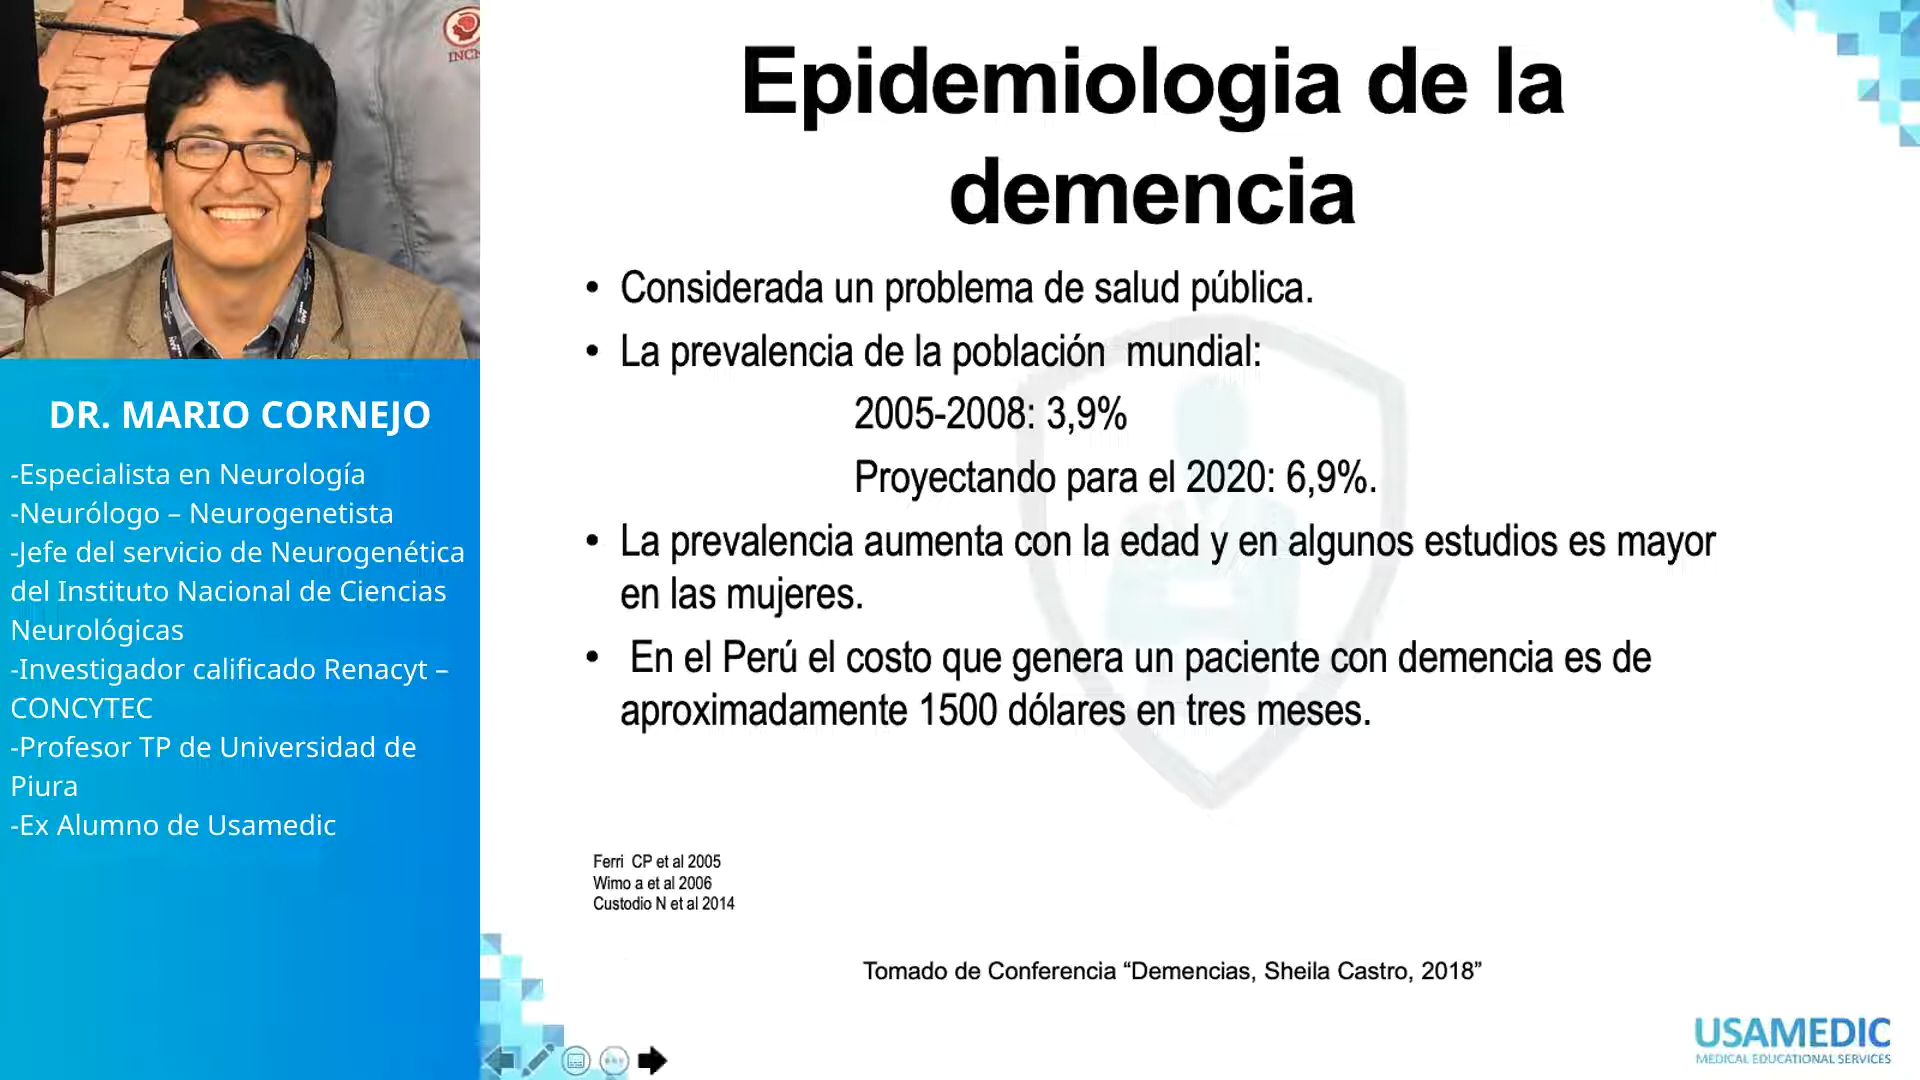 INCN
DR. MARIO CORNEJO
-Especialista en Neurología
-Neurólogo – Neurogenetista
-Jefe del servicio de Neurogenética
del Instituto Nacional de Ciencias
Neurológicas
-Investigador calificado Renacyt –
CONCYTEC
-Profesor TP de Universidad de
Piura
-Ex Alumno de Usamedic
Epidemiologia de la
demencia
• Considerada un problema de salud pública.
• La prevalencia de la población  mundial:
2005-2008: 3,9%
Proyectando para el 2020: 6,9%.
• La prevalencia aumenta con la edad y en algunos estudios es mayor
en las mujeres.
• En el Perú el costo que genera un paciente con demencia es de
aproximadamente 1500 dólares en tres meses.
Ferri  CP et al 2005
Wimo a et al 2006
Custodio N et al 2014
Tomado de Conferencia “Demencias, Sheila Castro, 2018”
USAMEDIC
MEDICAL EDUCATIONAL SERVICES